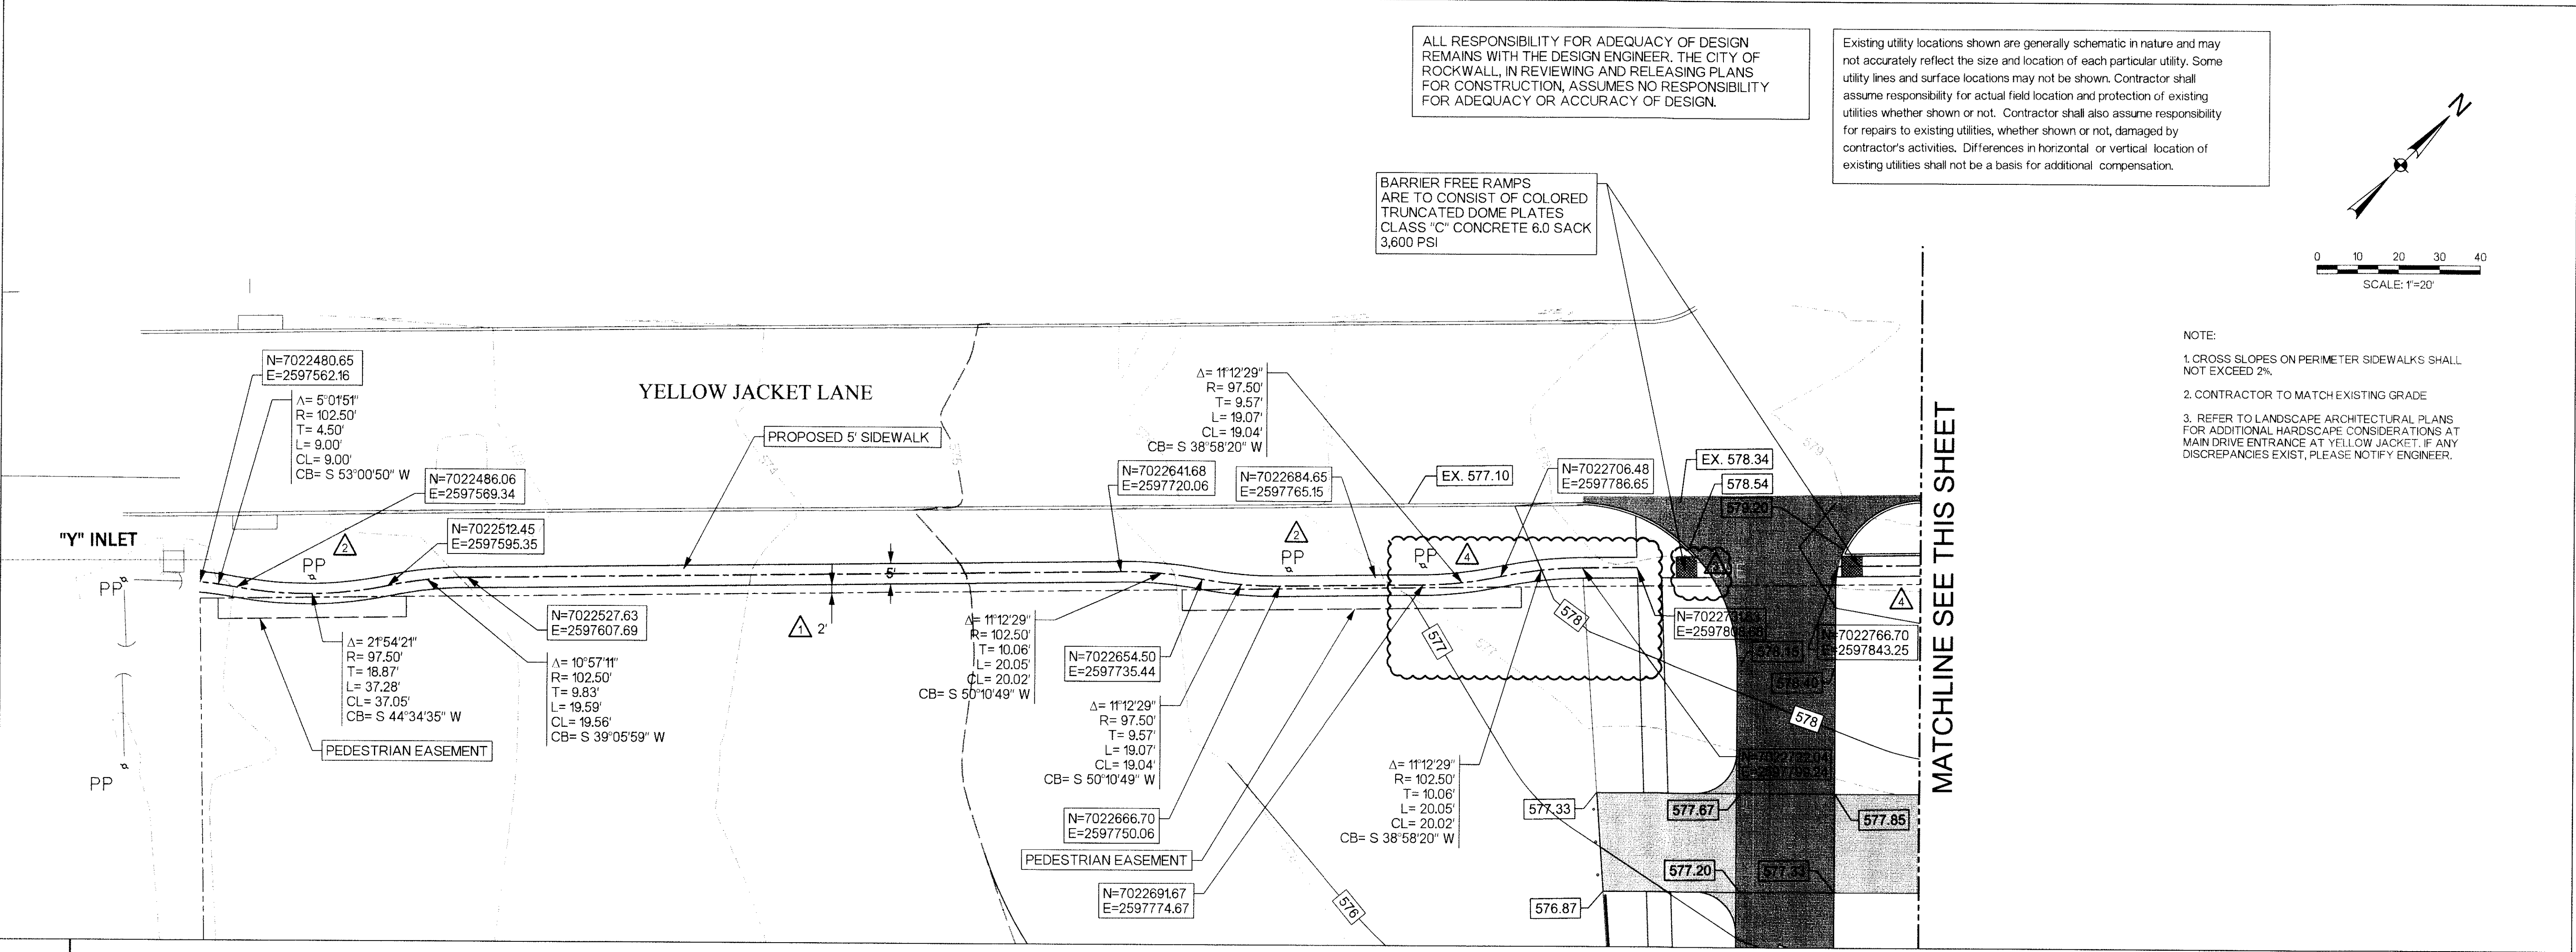 ALL RESPONSIBILITY FOR ADEQUACY OF DESIGN
REMAINS WITH THE DESIGN ENGINEER. THE CITY OF
ROCKWALL, IN REVIEWING AND RELEASING PLANS
FOR CONSTRUCTION, ASSUMES NO RESPONSIBILITY
FOR ADEQUACY OR ACCURACY OF DESIGN.
Existing utility locations shown are generally schematic in nature and may
not accurately reflect the size and location of each particular utility. Some
utility lines and surface locations may not be shown. Contractor shall
assume responsibility for actual field location and protection of existing
utilities whether shown or not. Contractor shall also assume responsibility
for repairs to existing utilities, whether shown or not, damaged by
contractor's activities. Differences in horizontal or vertical location of
existing utilities shall not be a basis for additional compensation.
N
BARRIER FREE RAMPS
ARE TO CONSIST OF COLORED
TRUNCATED DOME PLATES
CLASS "C" CONCRETE 6.0 SACK
3,600 PSI
0 10 20 30 40
SCALE: 1"=20'
NOTE:
1. CROSS SLOPES ON PERIMETER SIDEWALKS SHALL
NOT EXCEED 2%.
2. CONTRACTOR TO MATCH EXISTING GRADE
3. REFER TO LANDSCAPE ARCHITECTURAL PLANS
FOR ADDITIONAL HARDSCAPE CONSIDERATIONS AT
MAIN DRIVE ENTRANCE AT YELLOW JACKET. IF ANY
DISCREPANCIES EXIST, PLEASE NOTIFY ENGINEER.
MATCHLINE SEE THIS SHEET
YELLOW JACKET LANE
N=7022480.65
E=2597562.16
Δ= 5°01'51"
R= 102.50'
T= 4.50'
L= 9.00'
CL= 9.00'
CB= S 53°00'50" W
N=7022486.06
E=2597569.34
N=7022512.45
E=2597595.35
"Y" INLET
PP
PP
PP
2
N=7022527.63
E=2597607.69
Δ= 21°54'21"
R= 97.50'
T= 18.87'
L= 37.28'
CL= 37.05'
CB= S 44°34'35" W
Δ= 10°57'11"
R= 102.50'
T= 9.83'
L= 19.59'
CL= 19.56'
CB= S 39°05'59" W
PEDESTRIAN EASEMENT
PROPOSED 5' SIDEWALK
5'
1 2'
Δ= 11°12'29"
R= 97.50'
T= 9.57'
L= 19.07'
CL= 19.04'
CB= S 38°58'20" W
N=7022641.68
E=2597720.06
N=7022684.65
E=2597765.15
EX. 577.10
N=7022706.48
E=2597786.65
EX. 578.34
578.54
579.20
2
PP
PP
4
Δ= 11°12'29"
R= 102.50'
T= 10.06'
L= 20.05'
CL= 20.02'
CB= S 50°10'49" W
N=7022654.50
E=2597735.44
Δ= 11°12'29"
R= 97.50'
T= 9.57'
L= 19.07'
CL= 19.04'
CB= S 50°10'49" W
N=7022666.70
E=2597750.06
PEDESTRIAN EASEMENT
N=7022691.67
E=2597774.67
Δ= 11°12'29"
R= 102.50'
T= 10.06'
L= 20.05'
CL= 20.02'
CB= S 38°58'20" W
577
578
576
577
579
4
N=7022766.70
E=2597843.25
578
577.33
577.67
577.85
577.20
577.33
576.87